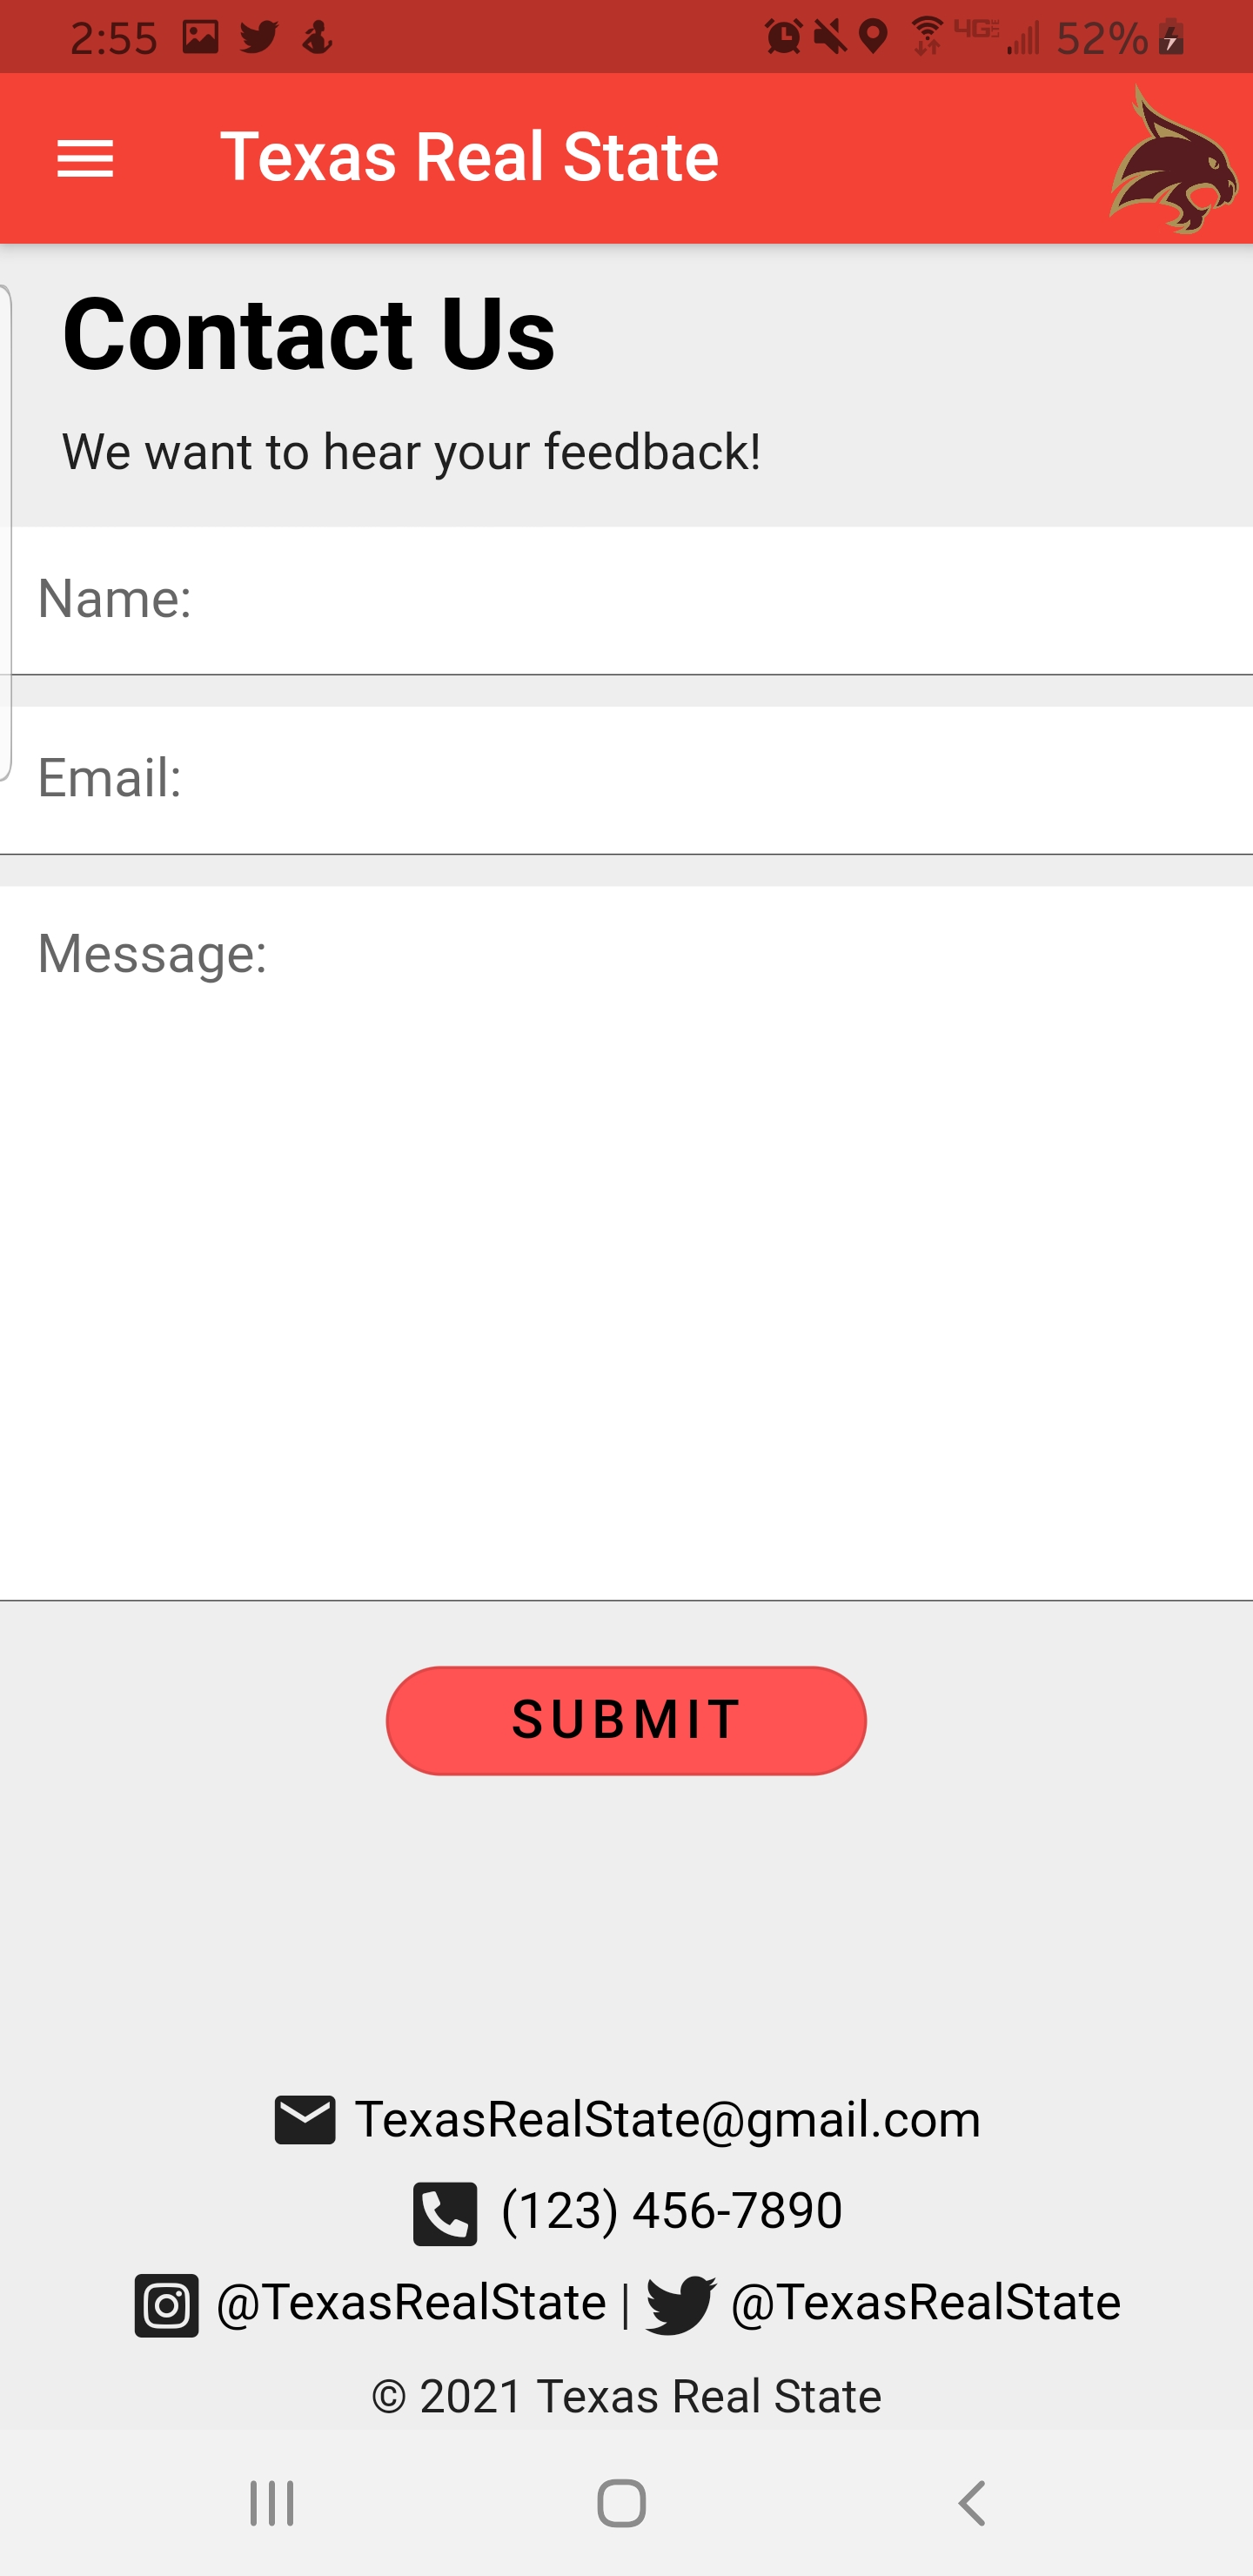 2:55 4GE 52%
Texas Real State
Contact Us
We want to hear your feedback!
Name:
Email:
Message:
SUBMIT
TexasRealState@gmail.com
(123) 456-7890
@TexasRealState | @TexasRealState
© 2021 Texas Real State